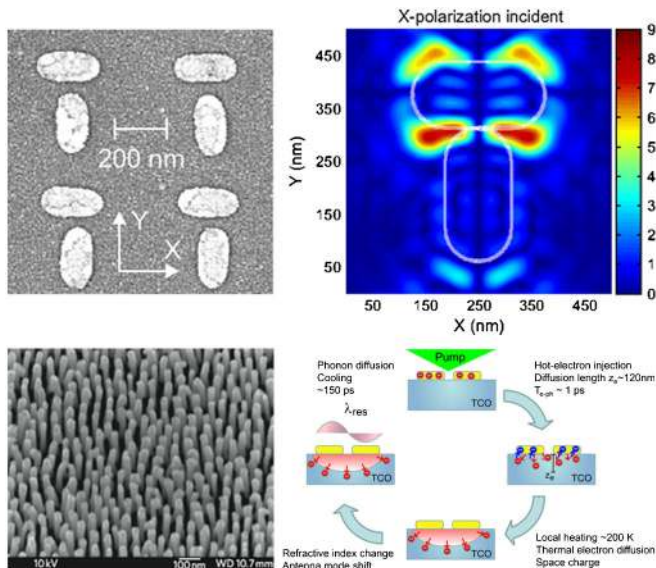 200 nm
Y
X
X-polarization incident
9
8
7
6
5
4
3
2
1
0
450
350
250
150
50
Y (nm)
50 150 250 350 450
X (nm)
10kV 100nm WD 10.7mm
Pump
TCO
Hot-electron injection
Diffusion length zₑ~120nm
Tₑ₋ₚₕ ~ 1 ps
zₑ
TCO
Local heating ~200 K
Thermal electron diffusion
Space charge
TCO
Refractive index change
Antenna mode shift
Phonon diffusion
Cooling
~150 ps
λres
TCO